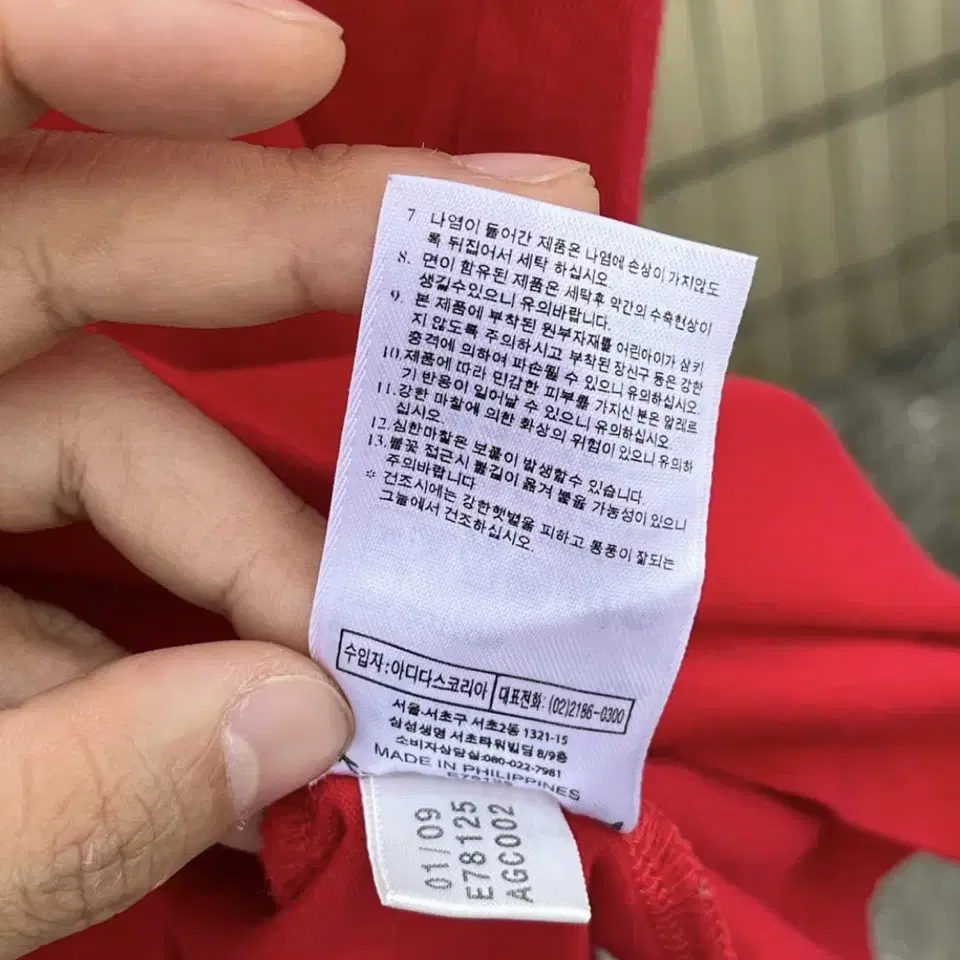 7 나염이 들어간 제품은 나염에 손상이 가지않도
록 뒤집어서 세탁 하십시오.
8. 면이 함유된 제품은 세탁후 약간의 수축현상이
생길수있으니 유의바랍니다.
9. 본 제품에 부착된 원부자재를 어린아이가 삼키
지 않도록 주의하시고 부착된 장신구 등은 강한
충격에 의하여 파손될 수 있으니 유의하십시오.
10.제품에 따라 민감한 피부를 가지신 분은 알레르
기 반응이 일어날 수 있으니 유의하십시오
11.강한 마찰에 의한 화상의 위험이 있으니 유의하
십시오.
12.심한마찰은 보풀이 발생할수 있습니다.
13.불꽃 접근시 불길이 옮겨 붙을 가능성이 있으니
주의바랍니다
※ 건조시에는 강한햇볕을 피하고 통풍이 잘되는
그늘에서 건조하십시오.
수입자:아디다스코리아 대표전화: (02)2186-0300
서울.서초구 서초2동 1321-15
삼성생명 서초타워빌딩 8/9층
소비자상담실:080-022-7981
MADE IN PHILIPPINES
01/09
E78125
AGC002